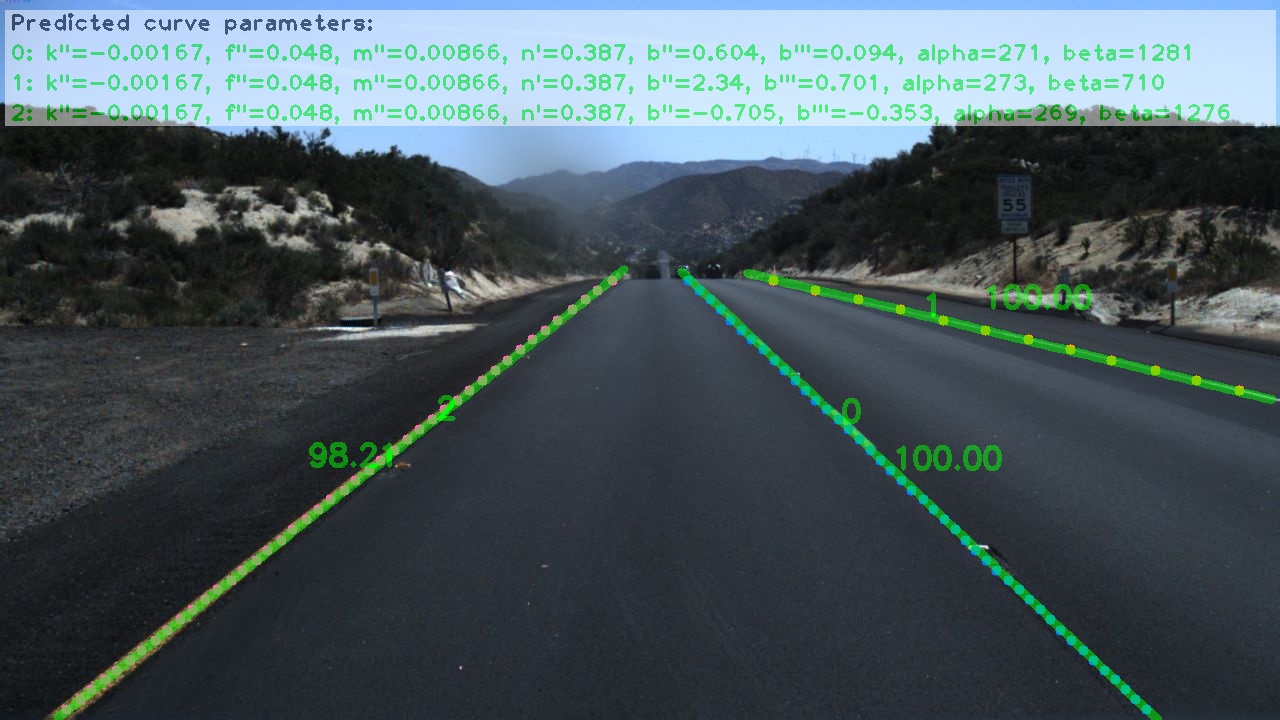 Predicted curve parameters:
0: k"=-0.00167, f"=0.048, m"=0.00866, n'=0.387, b"=0.604, b'''=0.094, alpha=271, beta=1281
1: k"=-0.00167, f"=0.048, m"=0.00866, n'=0.387, b"=2.34, b'''=0.701, alpha=273, beta=710
2: k"=-0.00167, f"=0.048, m"=0.00866, n'=0.387, b"=-0.705, b'''=-0.353, alpha=269, beta=1276
TRAILERS
55
1 100.00
2
0
98.21
100.00